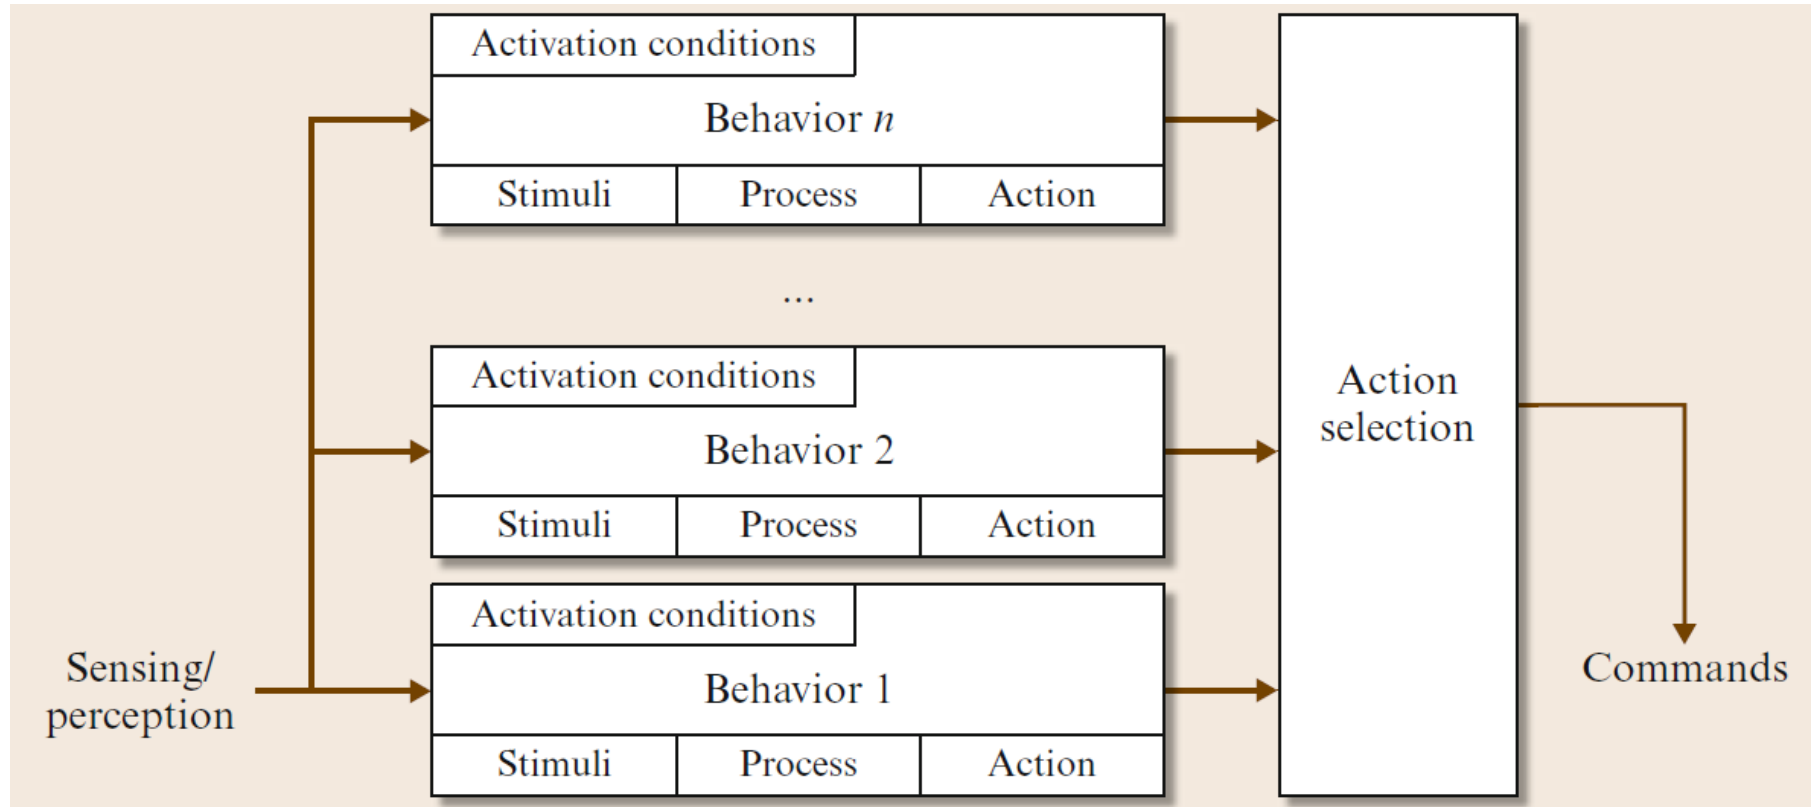 Activation conditions
Behavior n
Stimuli Process Action
...
Activation conditions
Behavior 2
Stimuli Process Action
Activation conditions
Behavior 1
Stimuli Process Action
Sensing/
perception
Action
selection
Commands